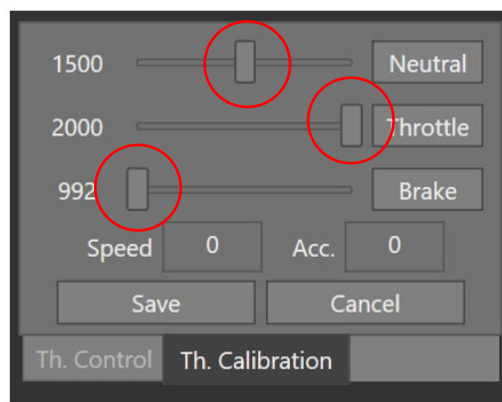 1500 Neutral
2000 Throttle
992 Brake
Speed 0 Acc. 0
Save Cancel
Th. Control Th. Calibration